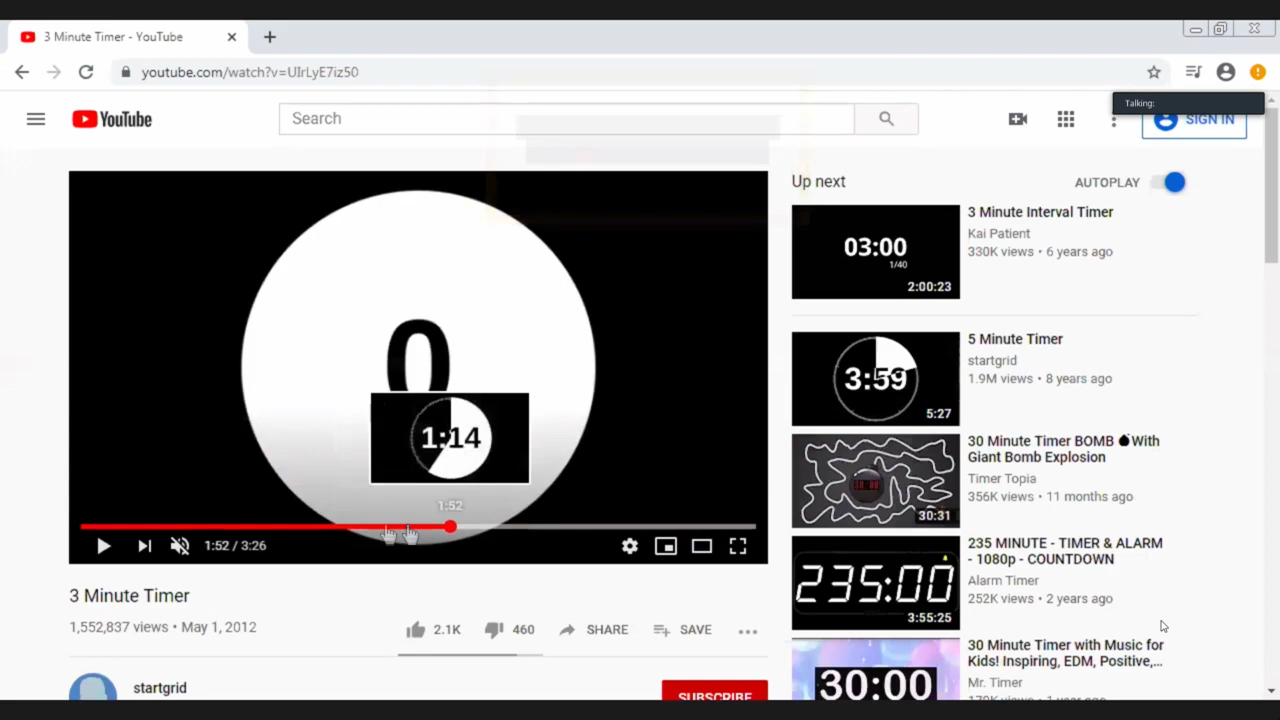 3 Minute Timer - YouTube
youtube.com/watch?v=UIrLyE7iz50
Talking:
YouTube
Search
SIGN IN
Up next
AUTOPLAY
0
1:14
1:52
1:52 / 3:26
3 Minute Timer
1,552,837 views • May 1, 2012
2.1K
460
SHARE
SAVE
startgrid
SUBSCRIBE
03:00
1/40
2:00:23
3 Minute Interval Timer
Kai Patient
330K views • 6 years ago
3:59
5:27
5 Minute Timer
startgrid
1.9M views • 8 years ago
30:31
30 Minute Timer BOMB 💣With
Giant Bomb Explosion
Timer Topia
356K views • 11 months ago
235:00
3:55:25
235 MINUTE - TIMER & ALARM
- 1080p - COUNTDOWN
Alarm Timer
252K views • 2 years ago
30:00
30 Minute Timer with Music for
Kids! Inspiring, EDM, Positive,...
Mr. Timer